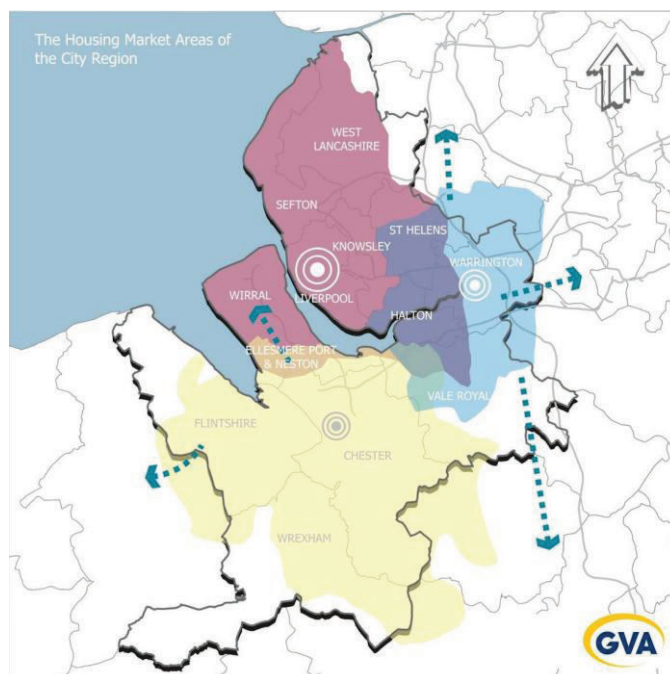 The Housing Market Areas of
the City Region
WEST
LANCASHIRE
SEFTON
ST HELENS
KNOWSLEY
WARRINGTON
WIRRAL
LIVERPOOL
HALTON
ELLESMERE PORT
& NESTON
VALE ROYAL
FLINTSHIRE
CHESTER
WREXHAM
GVA